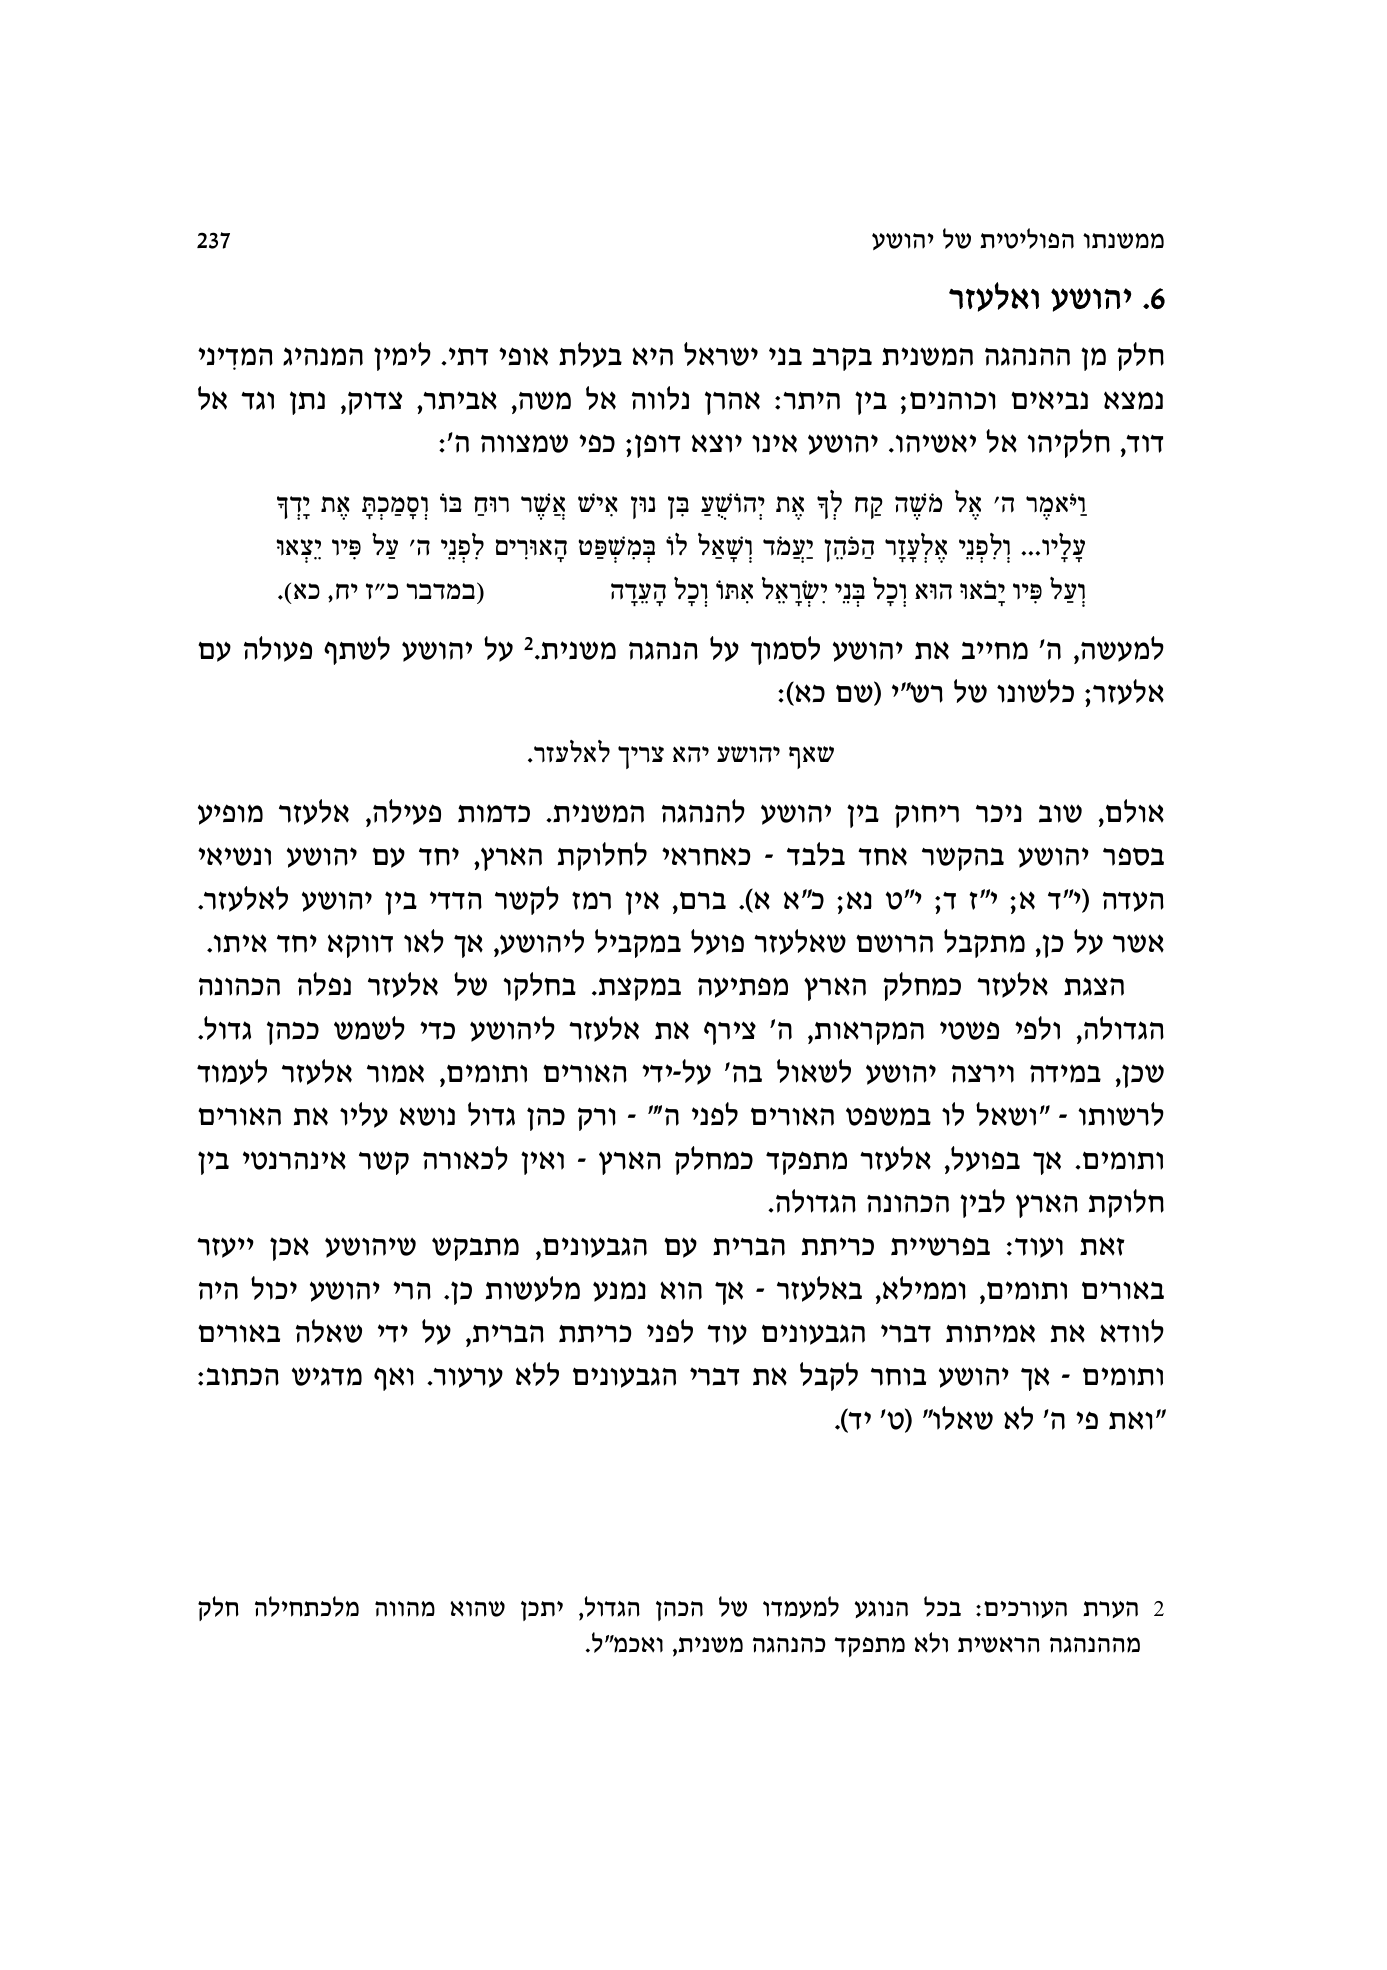 ממשנתו הפוליטית של יהושע 237
6. יהושע ואלעזר
חלק מן ההנהגה המשנית בקרב בני ישראל היא בעלת אופי דתי. לימין המנהיג המדִיני
נמצא נביאים וכוהנים; בין היתר: אהרן נלווה אל משה, אביתר, צדוק, נתן וגד אל
דוד, חלקיהו אל יאשיהו. יהושע אינו יוצא דופן; כפי שמצווה ה':
וַיֹּאמֶר ה' אֶל מֹשֶׁה קַח לְךָ אֶת יְהוֹשֻׁעַ בִּן נוּן אִישׁ אֲשֶׁר רוּחַ בּוֹ וְסָמַכְתָּ אֶת יָדְךָ
עָלָיו... וְלִפְנֵי אֶלְעָזָר הַכֹּהֵן יַעֲמֹד וְשָׁאַל לוֹ בְּמִשְׁפַּט הָאוּרִים לִפְנֵי ה' עַל פִּיו יֵצְאוּ
וְעַל פִּיו יָבֹאוּ הוּא וְכָל בְּנֵי יִשְׂרָאֵל אִתּוֹ וְכָל הָעֵדָה (במדבר כ״ז יח, כא).
למעשה, ה' מחייב את יהושע לסמוך על הנהגה משנית.2 על יהושע לשתף פעולה עם
אלעזר; כלשונו של רש"י (שם כא):
שאף יהושע יהא צריך לאלעזר.
אולם, שוב ניכר ריחוק בין יהושע להנהגה המשנית. כדמות פעילה, אלעזר מופיע
בספר יהושע בהקשר אחד בלבד - כאחראי לחלוקת הארץ, יחד עם יהושע ונשיאי
העדה (י"ד א; י"ז ד; י"ט נא; כ"א א). ברם, אין רמז לקשר הדדי בין יהושע לאלעזר.
אשר על כן, מתקבל הרושם שאלעזר פועל במקביל ליהושע, אך לאו דווקא יחד איתו.
הצגת אלעזר כמחלק הארץ מפתיעה במקצת. בחלקו של אלעזר נפלה הכהונה
הגדולה, ולפי פשטי המקראות, ה' צירף את אלעזר ליהושע כדי לשמש ככהן גדול.
שכן, במידה וירצה יהושע לשאול בה' על-ידי האורים ותומים, אמור אלעזר לעמוד
לרשותו - "ושאל לו במשפט האורים לפני ה'" - ורק כהן גדול נושא עליו את האורים
ותומים. אך בפועל, אלעזר מתפקד כמחלק הארץ - ואין לכאורה קשר אינהרנטי בין
חלוקת הארץ לבין הכהונה הגדולה.
זאת ועוד: בפרשיית כריתת הברית עם הגבעונים, מתבקש שיהושע אכן ייעזר
באורים ותומים, וממילא, באלעזר - אך הוא נמנע מלעשות כן. הרי יהושע יכול היה
לוודא את אמיתות דברי הגבעונים עוד לפני כריתת הברית, על ידי שאלה באורים
ותומים - אך יהושע בוחר לקבל את דברי הגבעונים ללא ערעור. ואף מדגיש הכתוב:
"ואת פי ה' לא שאלו" (ט' יד).
2 הערת העורכים: בכל הנוגע למעמדו של הכהן הגדול, יתכן שהוא מהווה מלכתחילה חלק
מההנהגה הראשית ולא מתפקד כהנהגה משנית, ואכמ"ל.